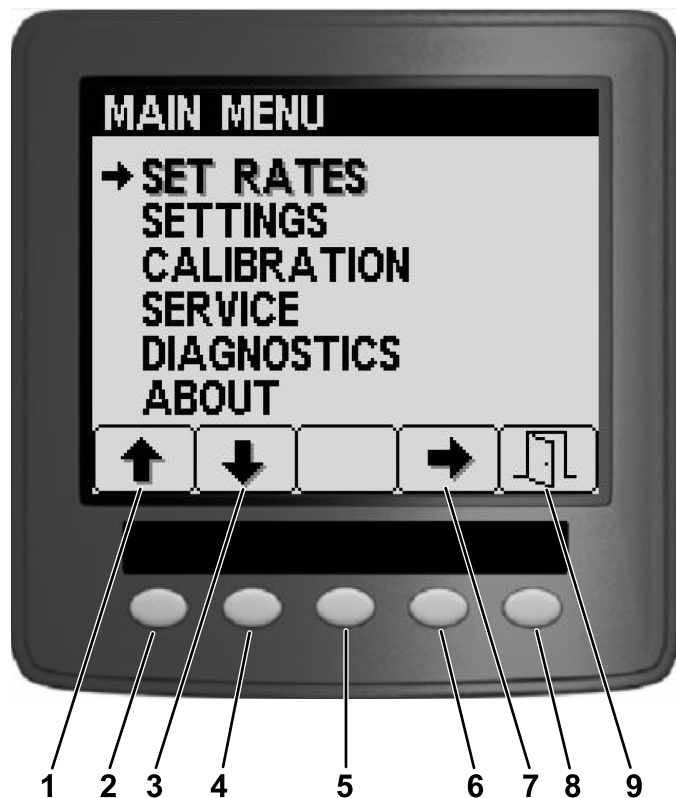 MAIN MENU
SET RATES
SETTINGS
CALIBRATION
SERVICE
DIAGNOSTICS
ABOUT
1 2 3 4 5 6 7 8 9